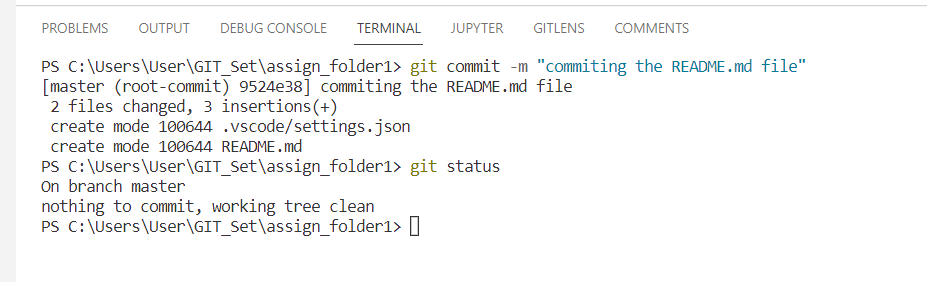 PROBLEMS OUTPUT DEBUG CONSOLE TERMINAL JUPYTER GITLENS COMMENTS
PS C:\Users\User\GIT_Set\assign_folder1> git commit -m "commiting the README.md file"
[master (root-commit) 9524e38] commiting the README.md file
 2 files changed, 3 insertions(+)
 create mode 100644 .vscode/settings.json
 create mode 100644 README.md
PS C:\Users\User\GIT_Set\assign_folder1> git status
On branch master
nothing to commit, working tree clean
PS C:\Users\User\GIT_Set\assign_folder1>